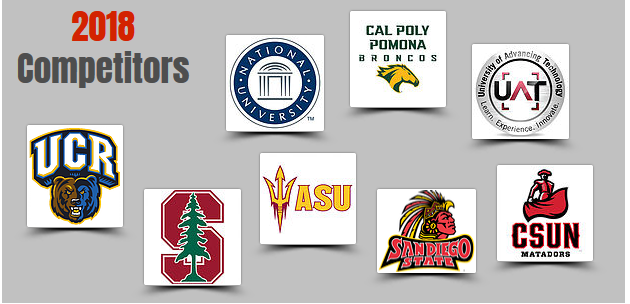 2018
Competitors
NATIONAL
UNIVERSITY
TM
CAL POLY
POMONA
BRONCOS
University of Advancing Technology
UAT
Learn. Experience. Innovate.
UCR
S
ASU
SAN DIEGO
STATE
CSUN
MATADORS